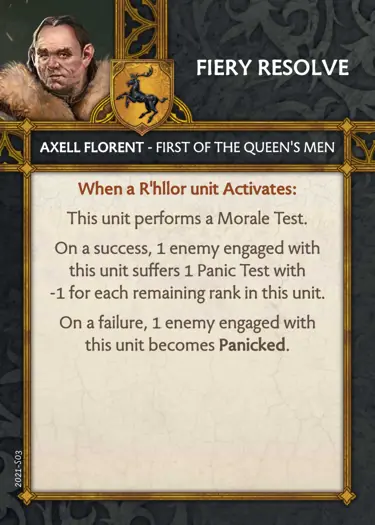 FIERY RESOLVE
AXELL FLORENT - FIRST OF THE QUEEN'S MEN
When a R'hllor unit Activates:
This unit performs a Morale Test.
On a success, 1 enemy engaged with
this unit suffers 1 Panic Test with
-1 for each remaining rank in this unit.
On a failure, 1 enemy engaged with
this unit becomes Panicked.
2021-S03